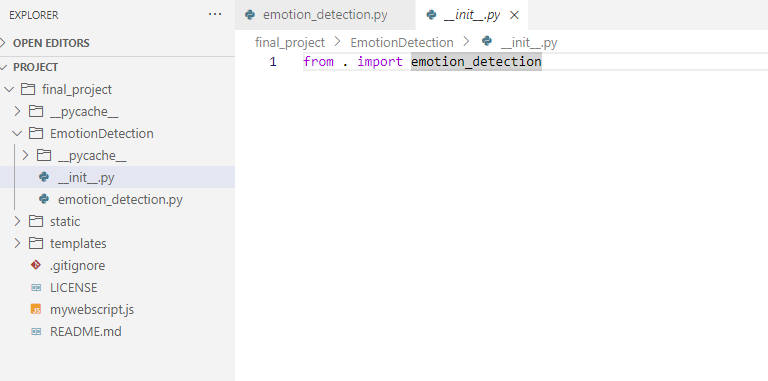 EXPLORER
OPEN EDITORS
PROJECT
final_project
__pycache__
EmotionDetection
__pycache__
__init__.py
emotion_detection.py
static
templates
.gitignore
LICENSE
JS mywebscript.js
README.md
emotion_detection.py __init__.py
final_project > EmotionDetection > __init__.py
1 from . import emotion_detection